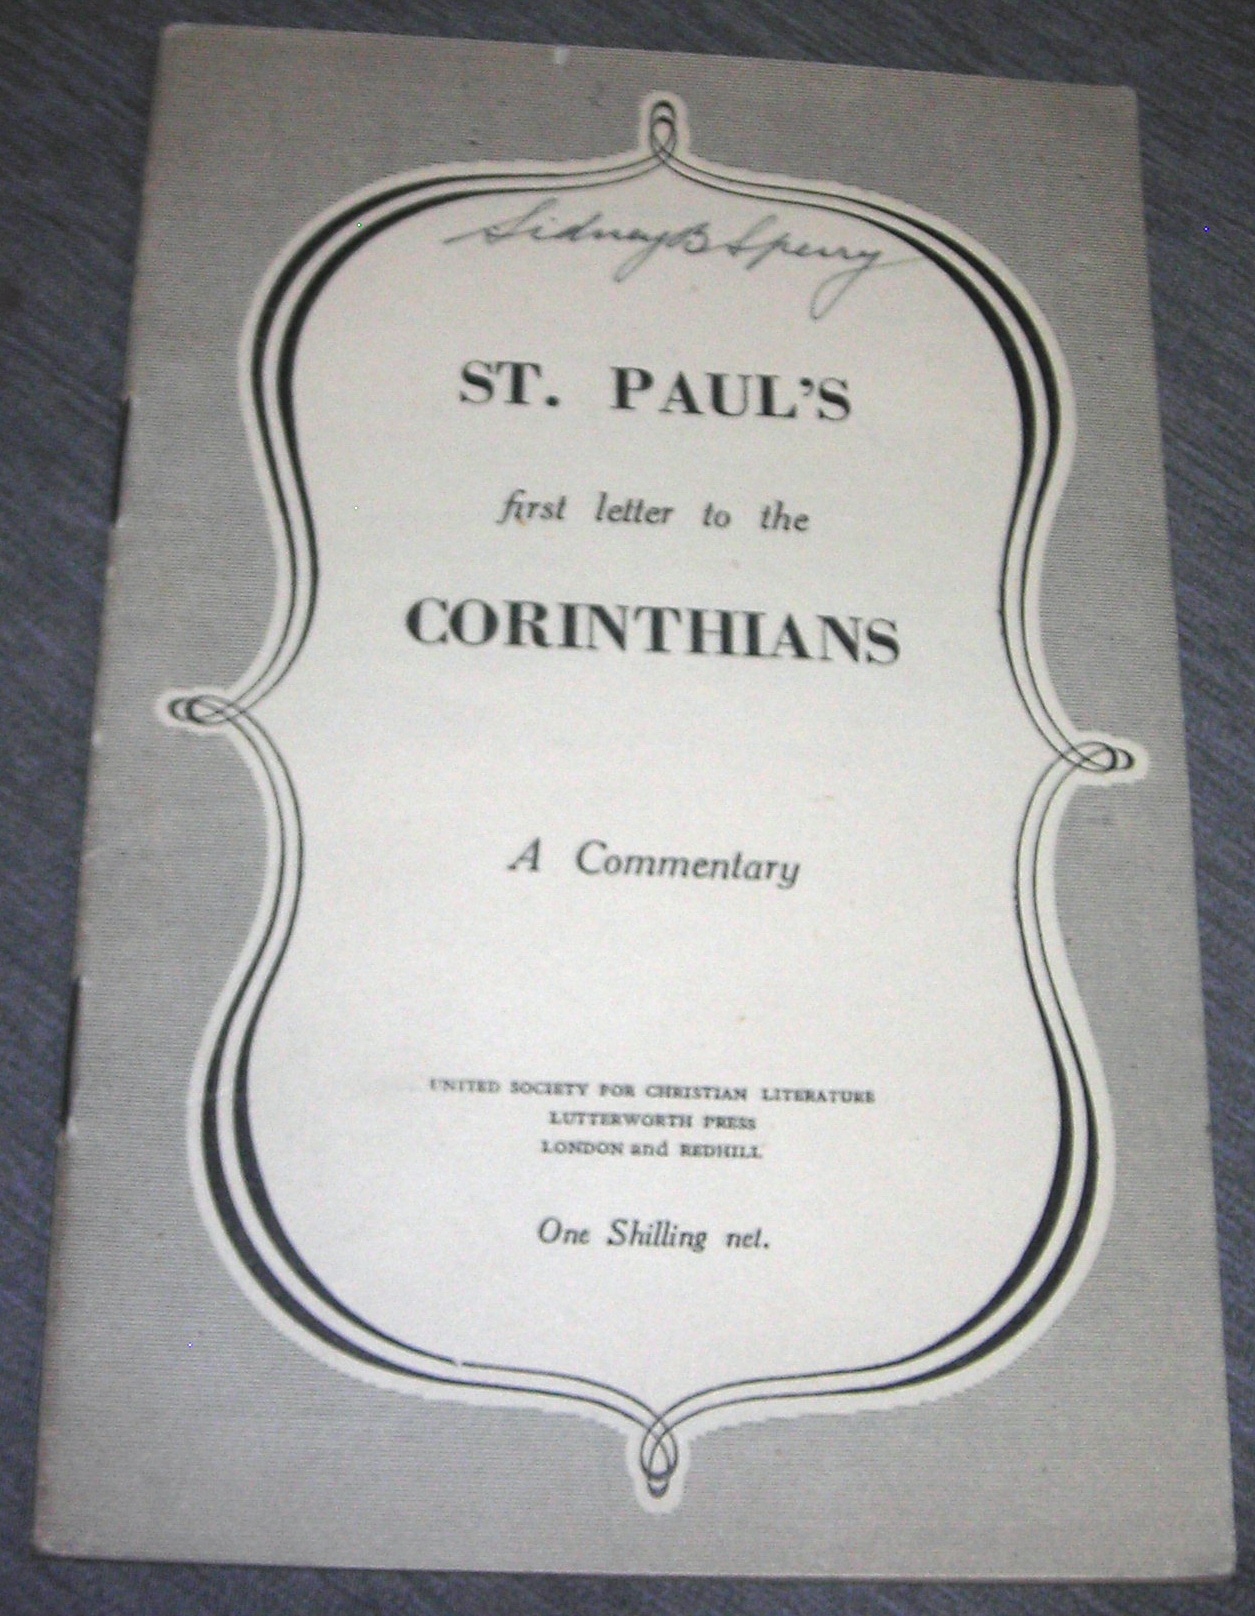 Sidney B Sperry
ST. PAUL'S
first letter to the
CORINTHIANS
A Commentary
UNITED SOCIETY FOR CHRISTIAN LITERATURE
LUTTERWORTH PRESS
LONDON and REDHILL
One Shilling net.